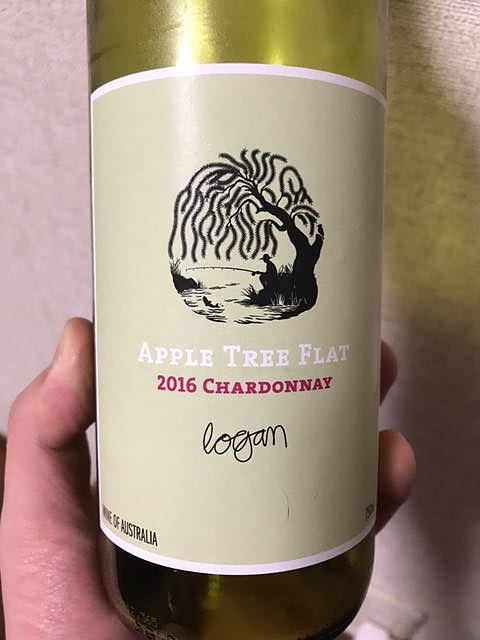 APPLE TREE FLAT
2016 CHARDONNAY
logan
WINE OF AUSTRALIA